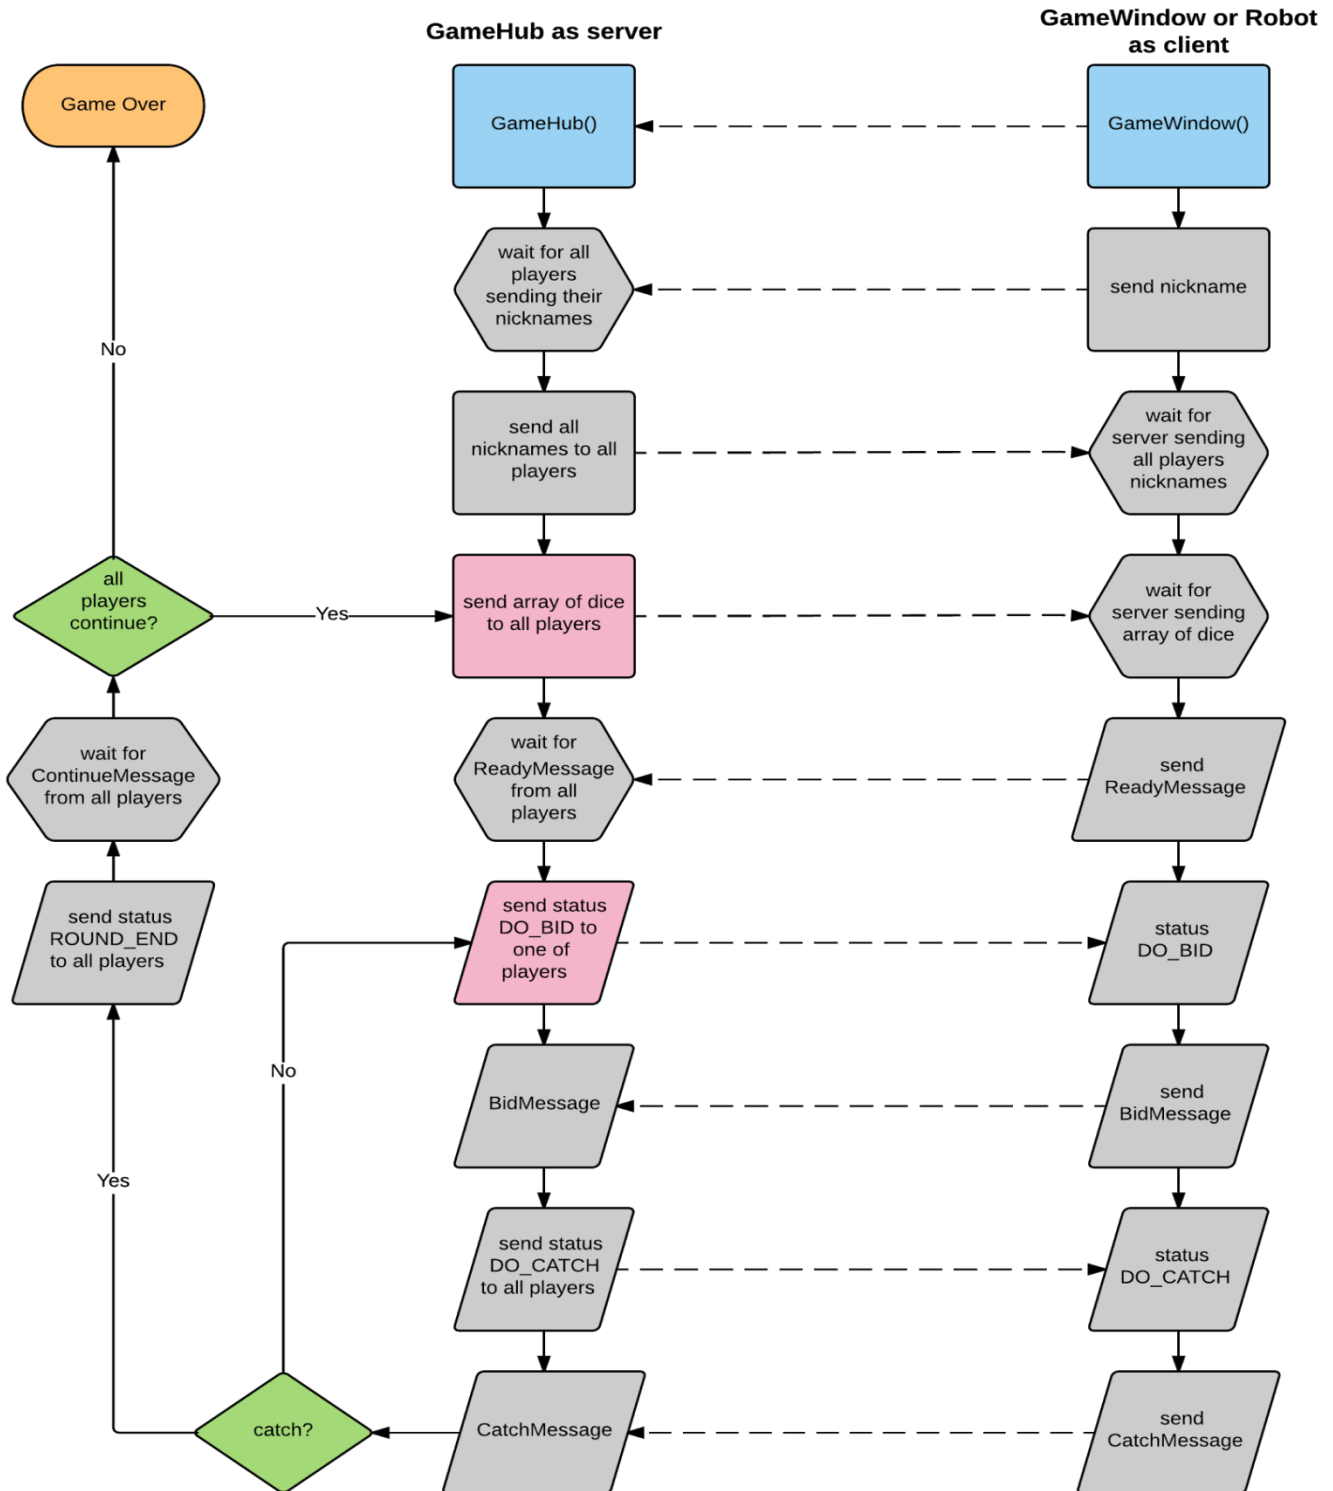 GameHub as server
GameWindow or Robot
as client
Game Over
GameHub()
GameWindow()
wait for all
players
sending their
nicknames
send nickname
No
send all
nicknames to all
players
wait for
server sending
all players
nicknames
all
players
continue?
Yes
send array of dice
to all players
wait for
server sending
array of dice
wait for
ContinueMessage
from all players
wait for
ReadyMessage
from all
players
send
ReadyMessage
send status
ROUND_END
to all players
send status
DO_BID to
one of
players
status
DO_BID
No
BidMessage
send
BidMessage
Yes
send status
DO_CATCH
to all players
status
DO_CATCH
catch?
CatchMessage
send
CatchMessage